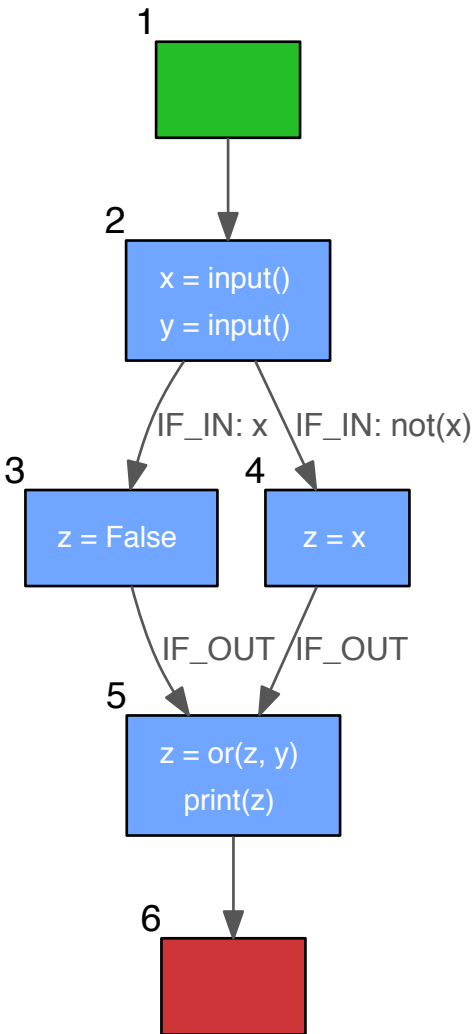 1
2
x = input()
y = input()
IF_IN: x
IF_IN: not(x)
3
4
z = False
z = x
IF_OUT
IF_OUT
5
z = or(z, y)
print(z)
6